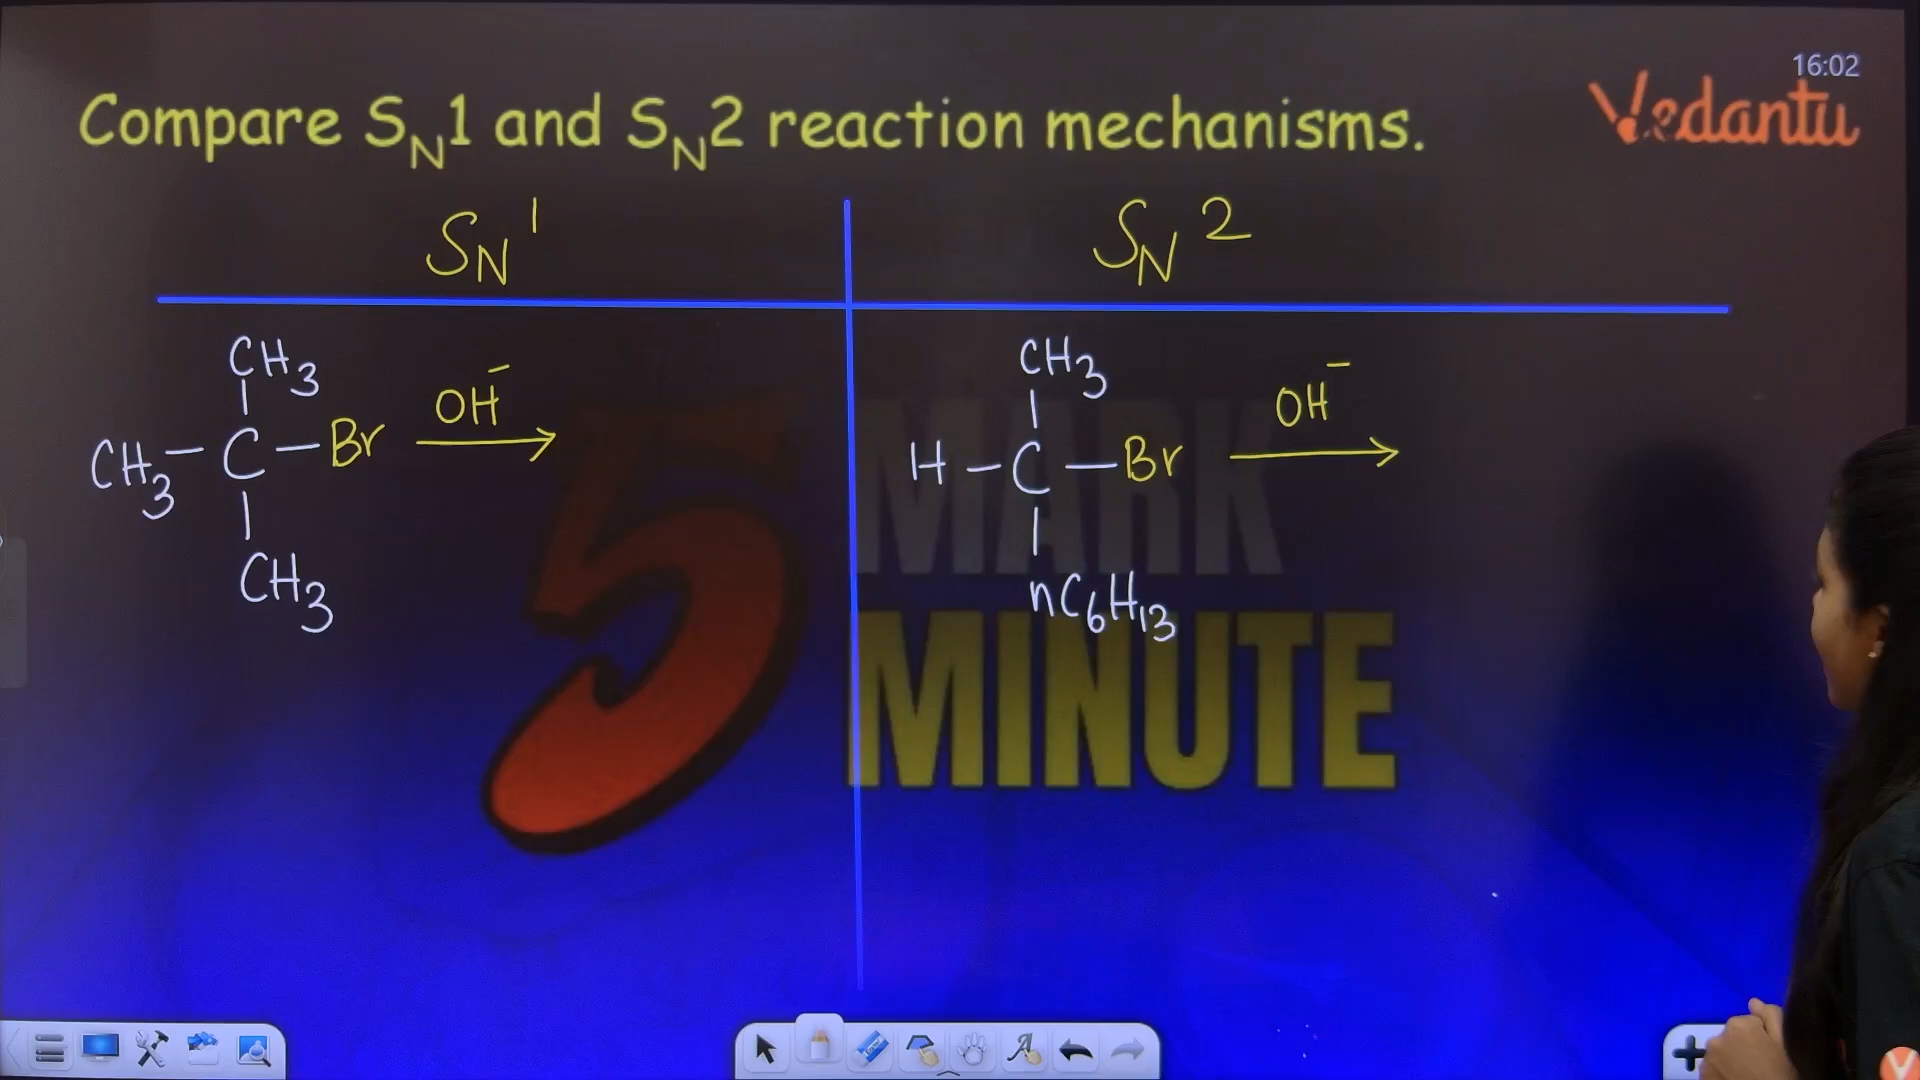 16:02
Vedantu
Compare SN1 and SN2 reaction mechanisms.
SN1
SN2
CH3
CH3
CH3 – C – Br OH⁻ →
H – C – Br OH⁻ →
CH3
nC6H13
5 MARK
MINUTE